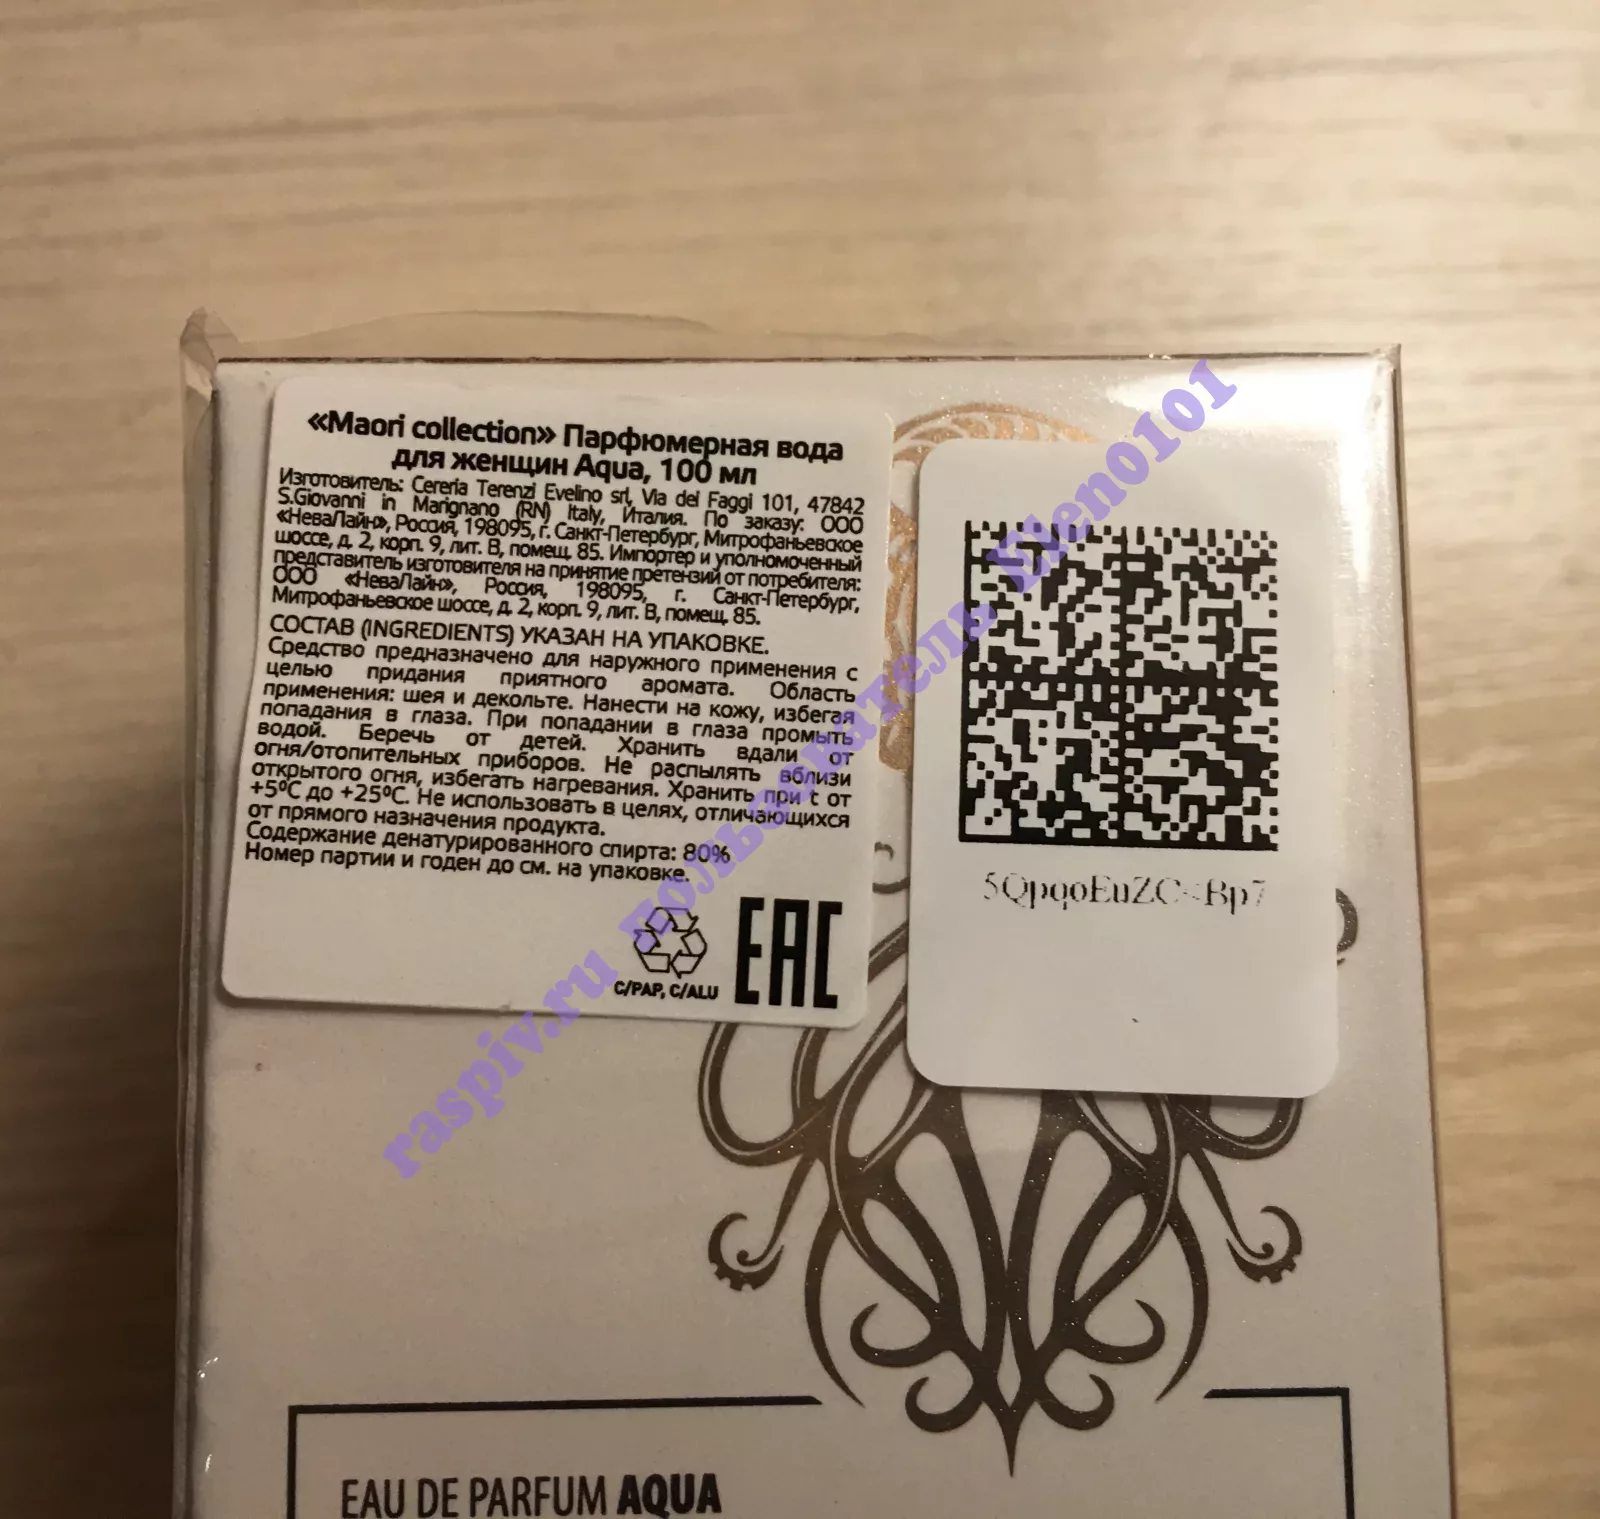 «Maori collection» Парфюмерная вода
для женщин Aqua, 100 мл
Изготовитель: Cereria Terenzi Evelino srl, Via dei Faggi 101, 47842
S.Giovanni in Marignano (RN) Italy, Италия. По заказу: ООО
«НеваЛайн», Россия, 198095, г. Санкт-Петербург, Митрофаньевское
шоссе, д. 2, корп. 9, лит. В, помещ. 85. Импортер и уполномоченный
представитель изготовителя на принятие претензий от потребителя:
ООО «НеваЛайн», Россия, 198095, г. Санкт-Петербург,
Митрофаньевское шоссе, д. 2, корп. 9, лит. В, помещ. 85.
СОСТАВ (INGREDIENTS) УКАЗАН НА УПАКОВКЕ.
Средство предназначено для наружного применения с
целью придания приятного аромата. Область
применения: шея и декольте. Нанести на кожу, избегая
попадания в глаза. При попадании в глаза промыть
водой. Беречь от детей. Хранить вдали от
огня/отопительных приборов. Не распылять вблизи
открытого огня, избегать нагревания. Хранить при t от
+5ºC до +25ºC. Не использовать в целях, отличающихся
от прямого назначения продукта.
Содержание денатурированного спирта: 80%
Номер партии и годен до см. на упаковке.
C/PAP, C/ALU
EAC
raspiv.ru пользователь Elen0101
EAU DE PARFUM AQUA